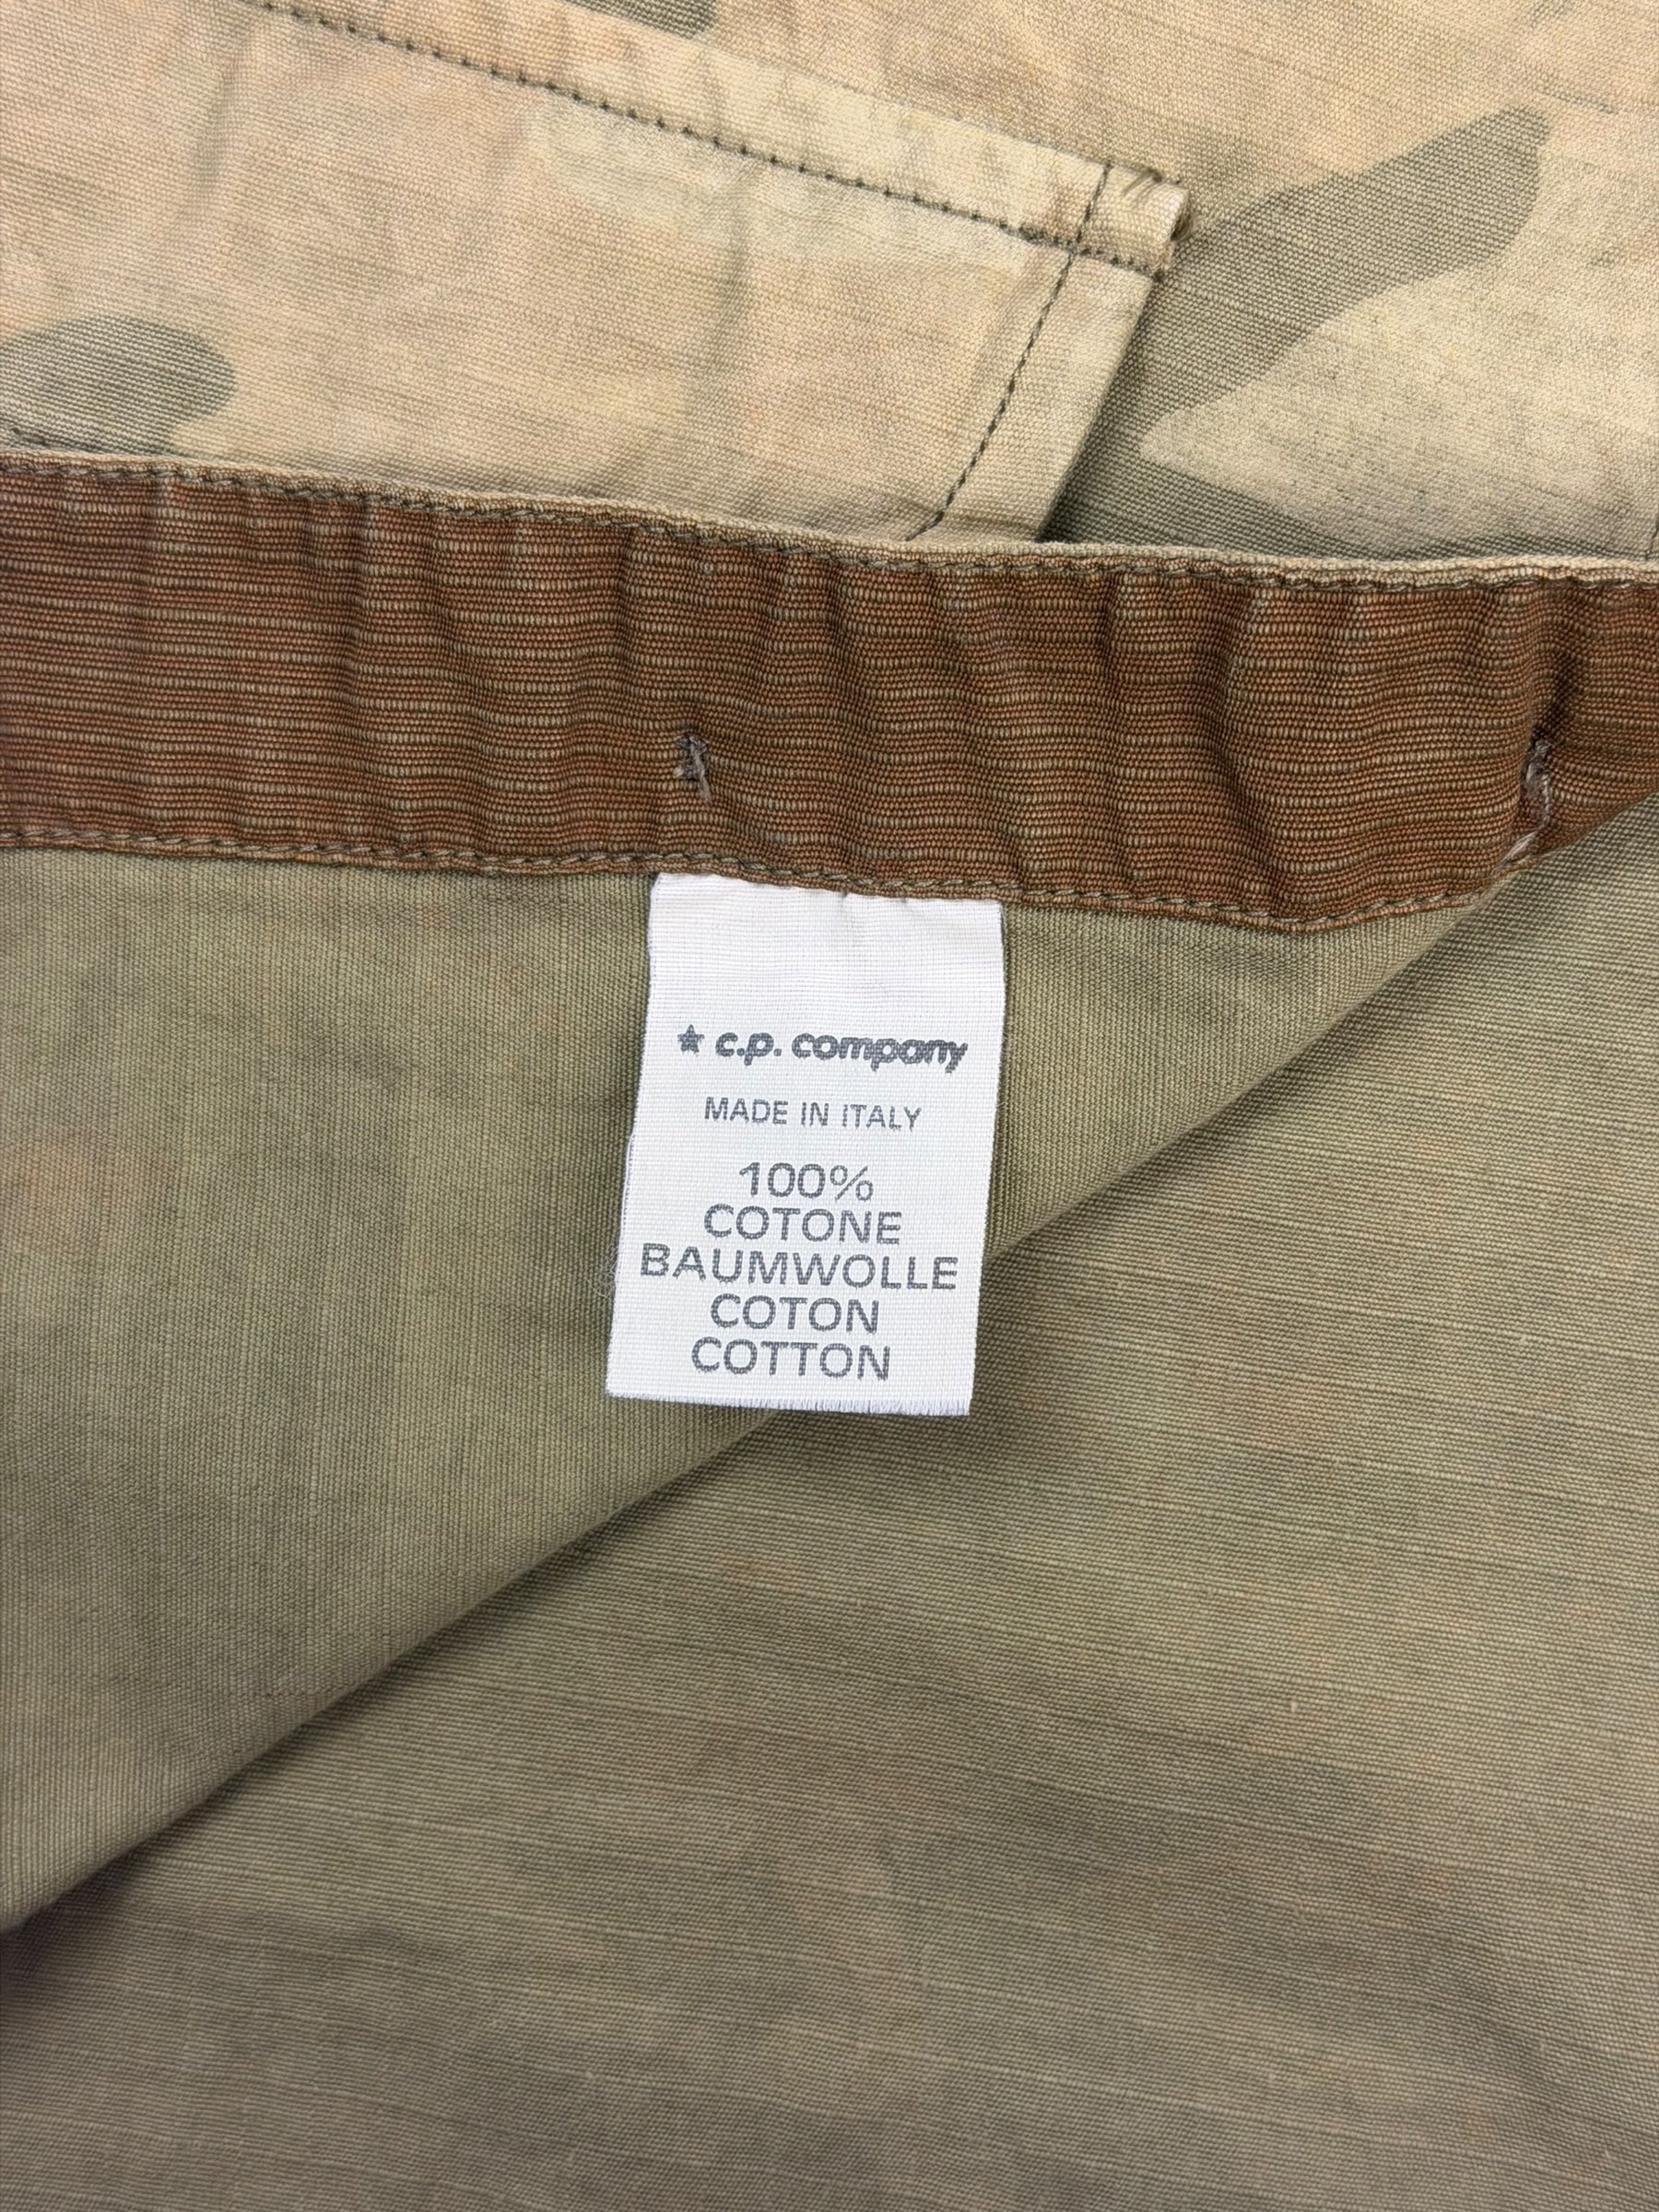 ★ c.p. company
MADE IN ITALY
100%
COTONE
BAUMWOLLE
COTON
COTTON